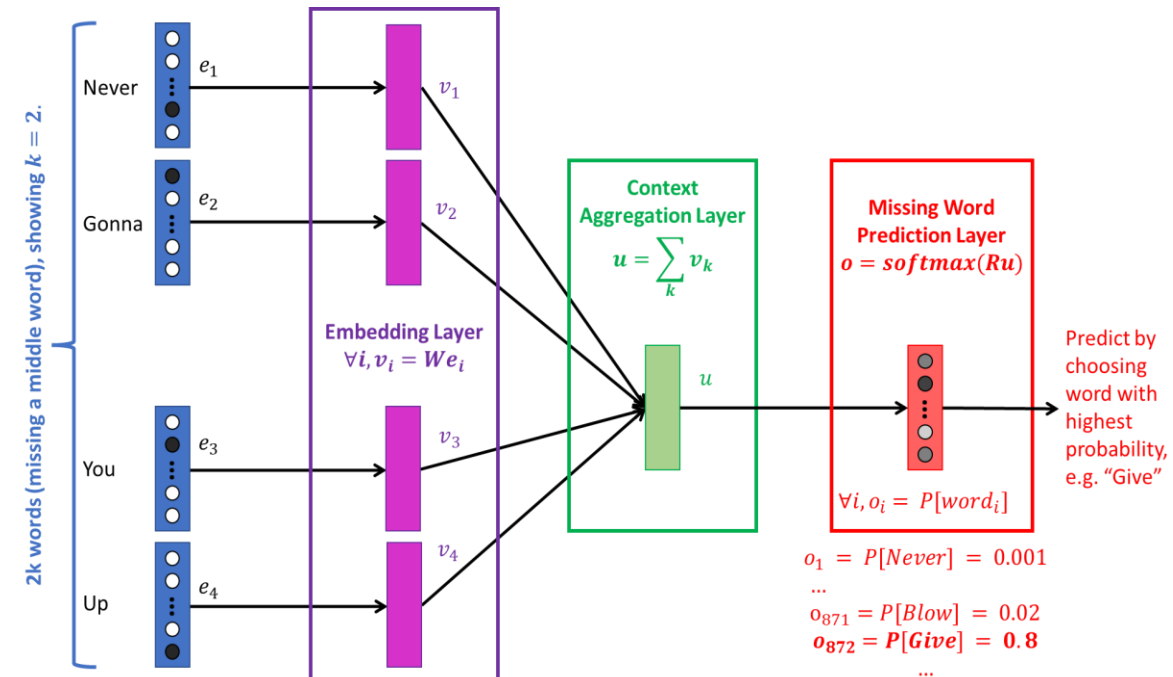 2k words (missing a middle word), showing k = 2.
Never
e₁
v₁
Gonna
e₂
v₂
You
e₃
v₃
Up
e₄
v₄
Embedding Layer
∀i, vᵢ = Weᵢ
Context
Aggregation Layer
u = ∑ vₖ
k
u
Missing Word
Prediction Layer
o = softmax(Ru)
∀i, oᵢ = P[wordᵢ]
o₁ = P[Never] = 0.001
...
o₈₇₁ = P[Blow] = 0.02
o₈₇₂ = P[Give] = 0.8
...
Predict by
choosing
word with
highest
probability,
e.g. “Give”